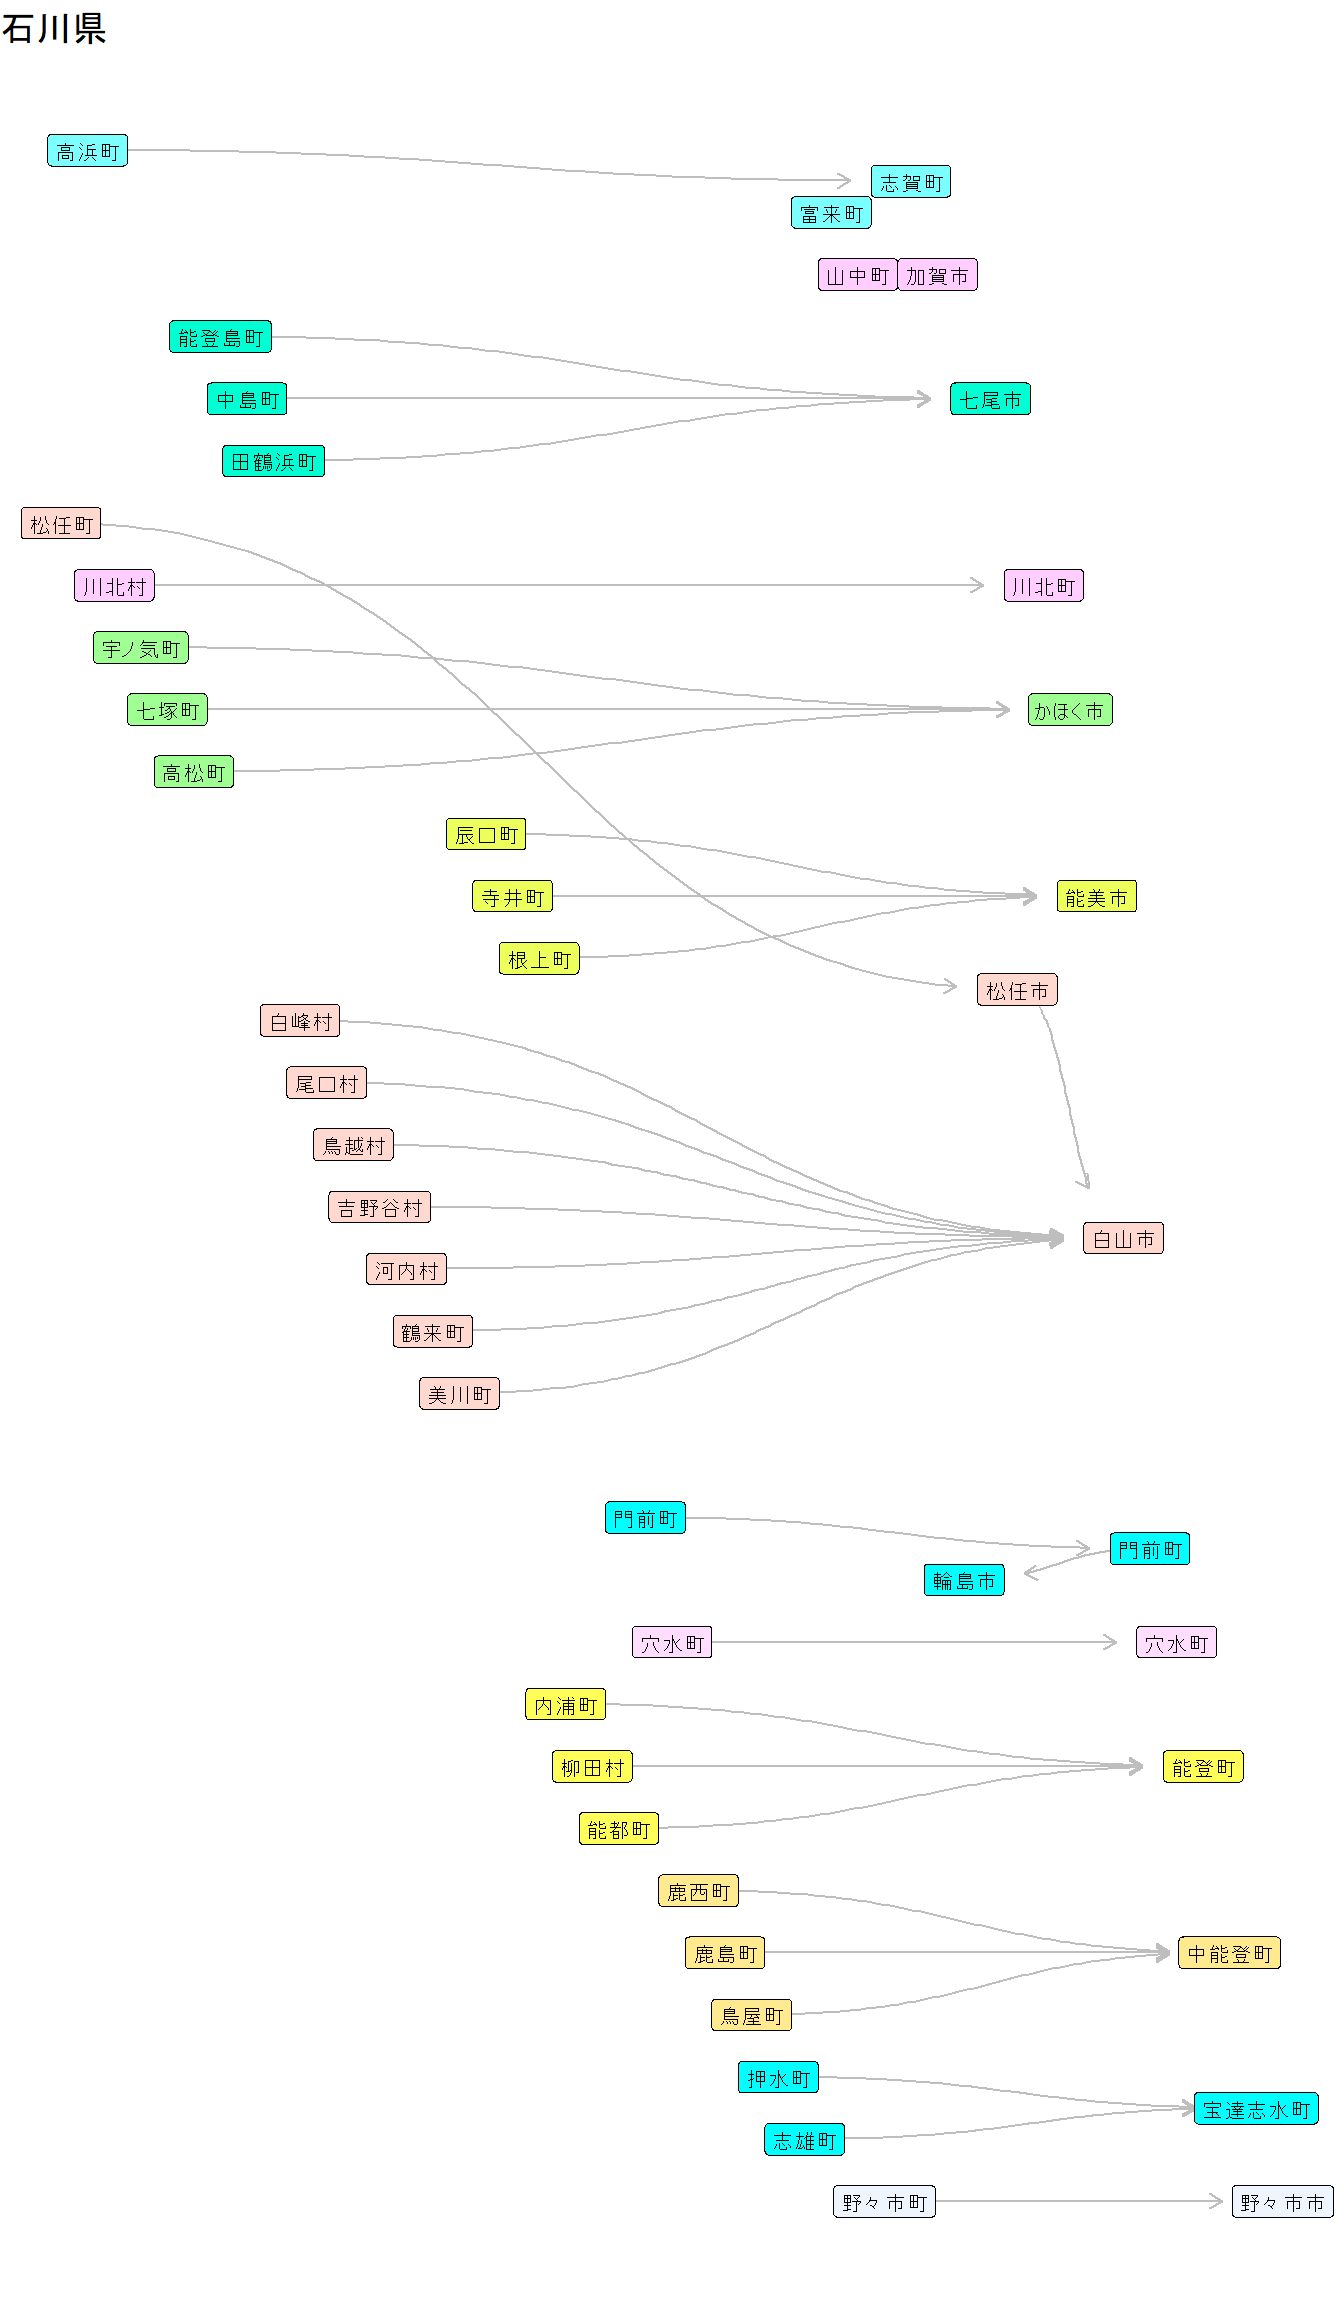 石川県
高浜町
志賀町
富来町
山中町
加賀市
能登島町
中島町
七尾市
田鶴浜町
松任町
川北村
川北町
宇ノ気町
七塚町
かほく市
高松町
辰口町
寺井町
能美市
根上町
松任市
白峰村
尾口村
鳥越村
吉野谷村
白山市
河内村
鶴来町
美川町
門前町
門前町
輪島市
穴水町
穴水町
内浦町
柳田村
能登町
能都町
鹿西町
鹿島町
中能登町
鳥屋町
押水町
宝達志水町
志雄町
野々市町
野々市市